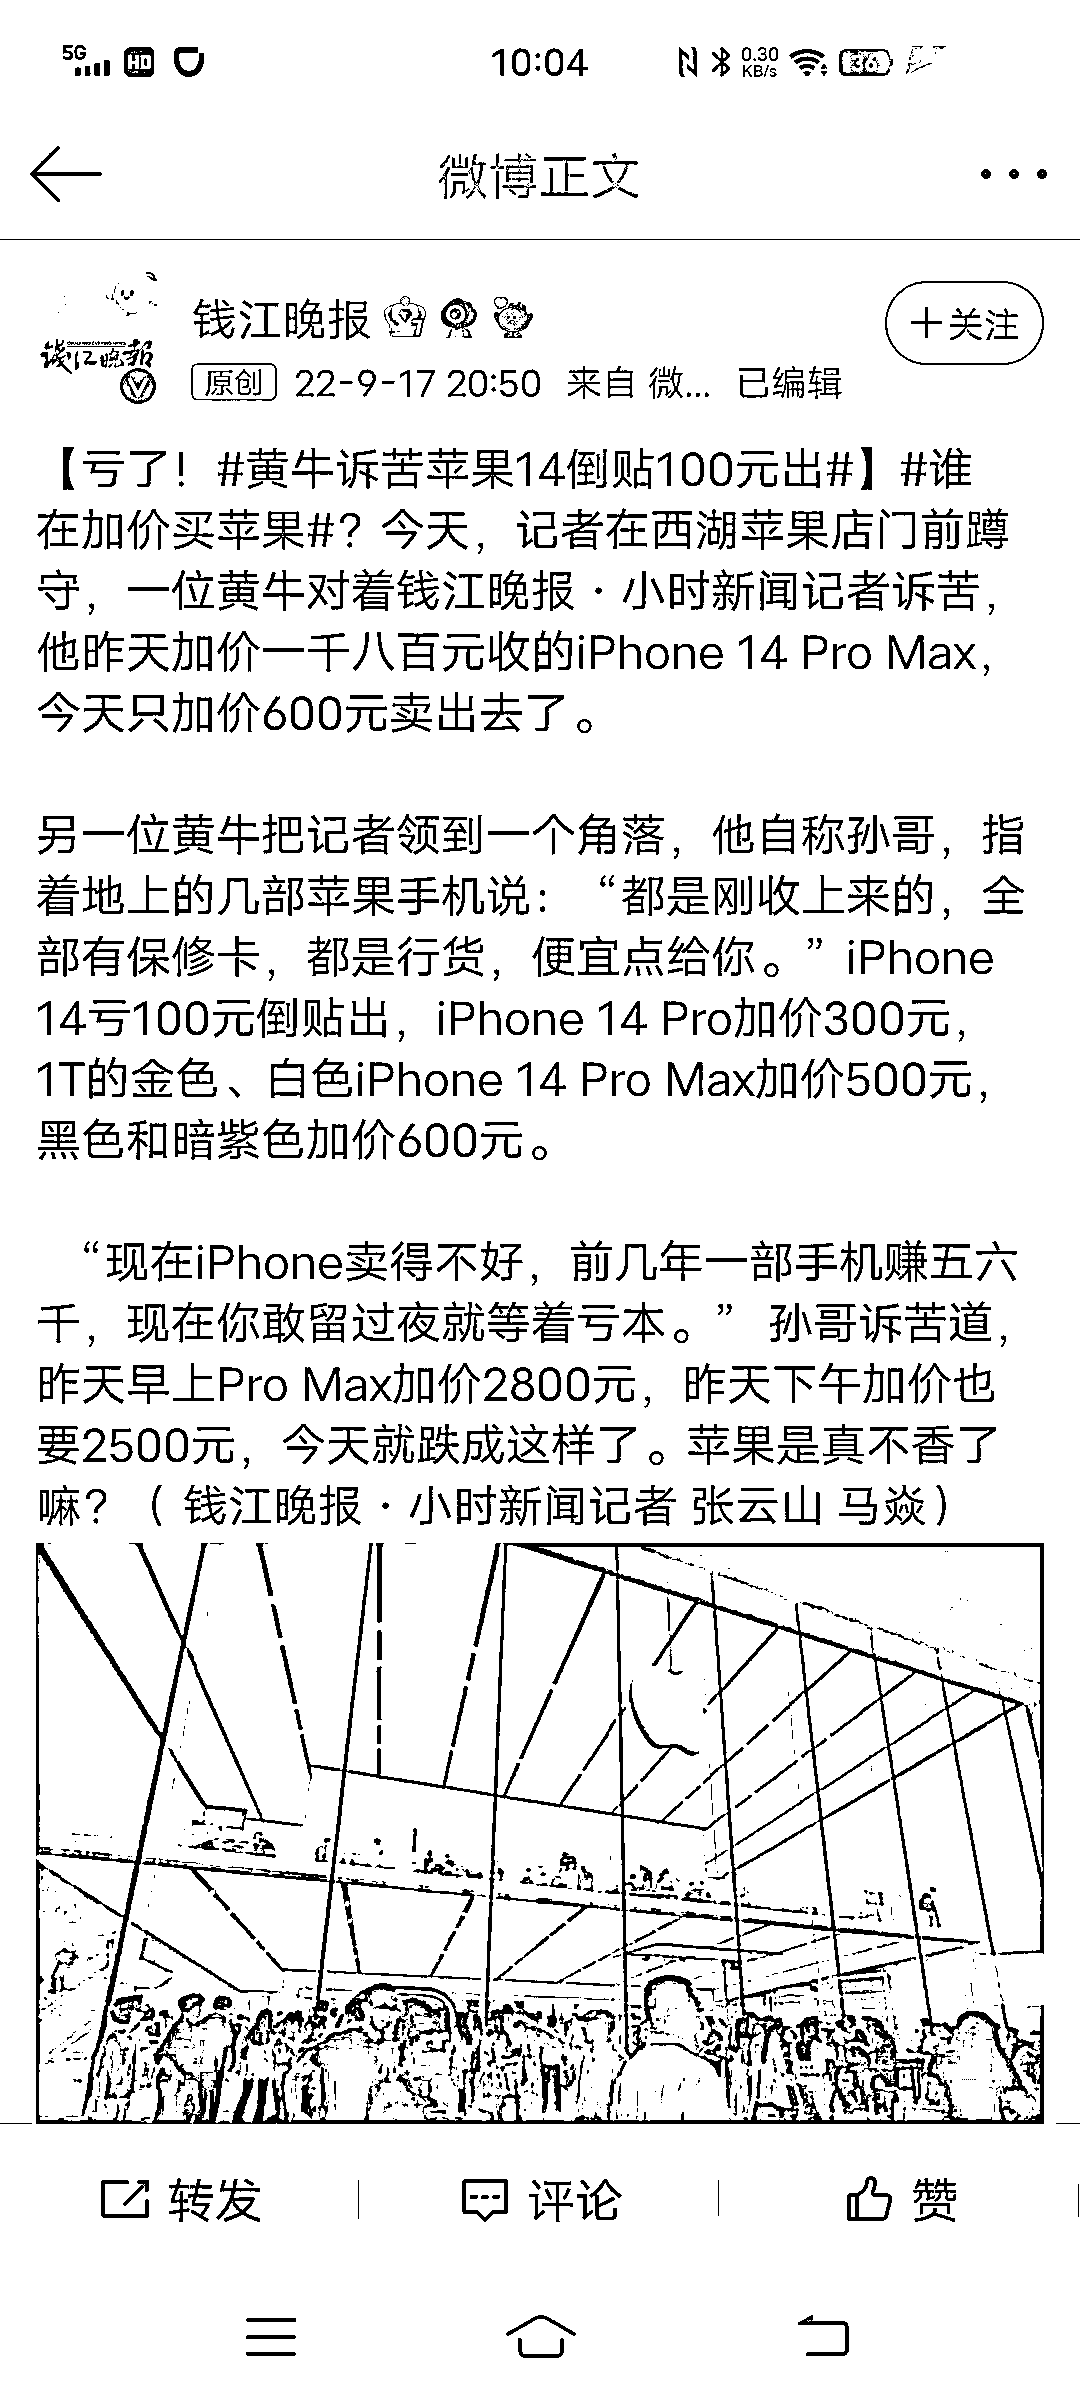 5G HD 10:04 0.30 KB/s 36
微博正文
钱江晚报
钱江晚报
+关注
原创 22-9-17 20:50 来自 微... 已编辑
【亏了！#黄牛诉苦苹果14倒贴100元出#】#谁
在加价买苹果#？今天，记者在西湖苹果店门前蹲
守，一位黄牛对着钱江晚报·小时新闻记者诉苦，
他昨天加价一千八百元收的iPhone 14 Pro Max，
今天只加价600元卖出去了。
另一位黄牛把记者领到一个角落，他自称孙哥，指
着地上的几部苹果手机说：“都是刚收上来的，全
部有保修卡，都是行货，便宜点给你。”iPhone
14亏100元倒贴出，iPhone 14 Pro加价300元，
1T的金色、白色iPhone 14 Pro Max加价500元，
黑色和暗紫色加价600元。
“现在iPhone卖得不好，前几年一部手机赚五六
千，现在你敢留过夜就等着亏本。” 孙哥诉苦道，
昨天早上Pro Max加价2800元，昨天下午加价也
要2500元，今天就跌成这样了。苹果是真不香了
嘛？（ 钱江晚报·小时新闻记者 张云山 马焱）
转发
评论
赞